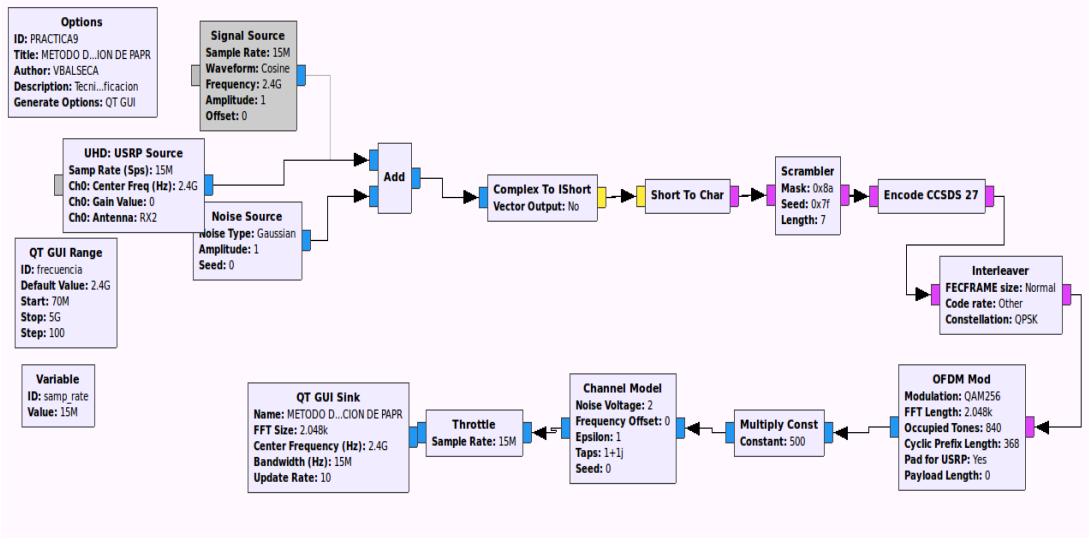 Options
ID: PRACTICA9
Title: METODO D...ION DE PAPR
Author: VBALSECA
Description: Tecni...ficacion
Generate Options: QT GUI
Signal Source
Sample Rate: 15M
Waveform: Cosine
Frequency: 2.4G
Amplitude: 1
Offset: 0
UHD: USRP Source
Samp Rate (Sps): 15M
Ch0: Center Freq (Hz): 2.4G
Ch0: Gain Value: 0
Ch0: Antenna: RX2
Noise Source
Noise Type: Gaussian
Amplitude: 1
Seed: 0
QT GUI Range
ID: frecuencia
Default Value: 2.4G
Start: 70M
Stop: 5G
Step: 100
Variable
ID: samp_rate
Value: 15M
Add
Complex To IShort
Vector Output: No
Short To Char
Scrambler
Mask: 0x8a
Seed: 0x7f
Length: 7
Encode CCSDS 27
Interleaver
FECFRAME size: Normal
Code rate: Other
Constellation: QPSK
OFDM Mod
Modulation: QAM256
FFT Length: 2.048k
Occupied Tones: 840
Cyclic Prefix Length: 368
Pad for USRP: Yes
Payload Length: 0
Multiply Const
Constant: 500
Channel Model
Noise Voltage: 2
Frequency Offset: 0
Epsilon: 1
Taps: 1+1j
Seed: 0
Throttle
Sample Rate: 15M
QT GUI Sink
Name: METODO D...CION DE PAPR
FFT Size: 2.048k
Center Frequency (Hz): 2.4G
Bandwidth (Hz): 15M
Update Rate: 10